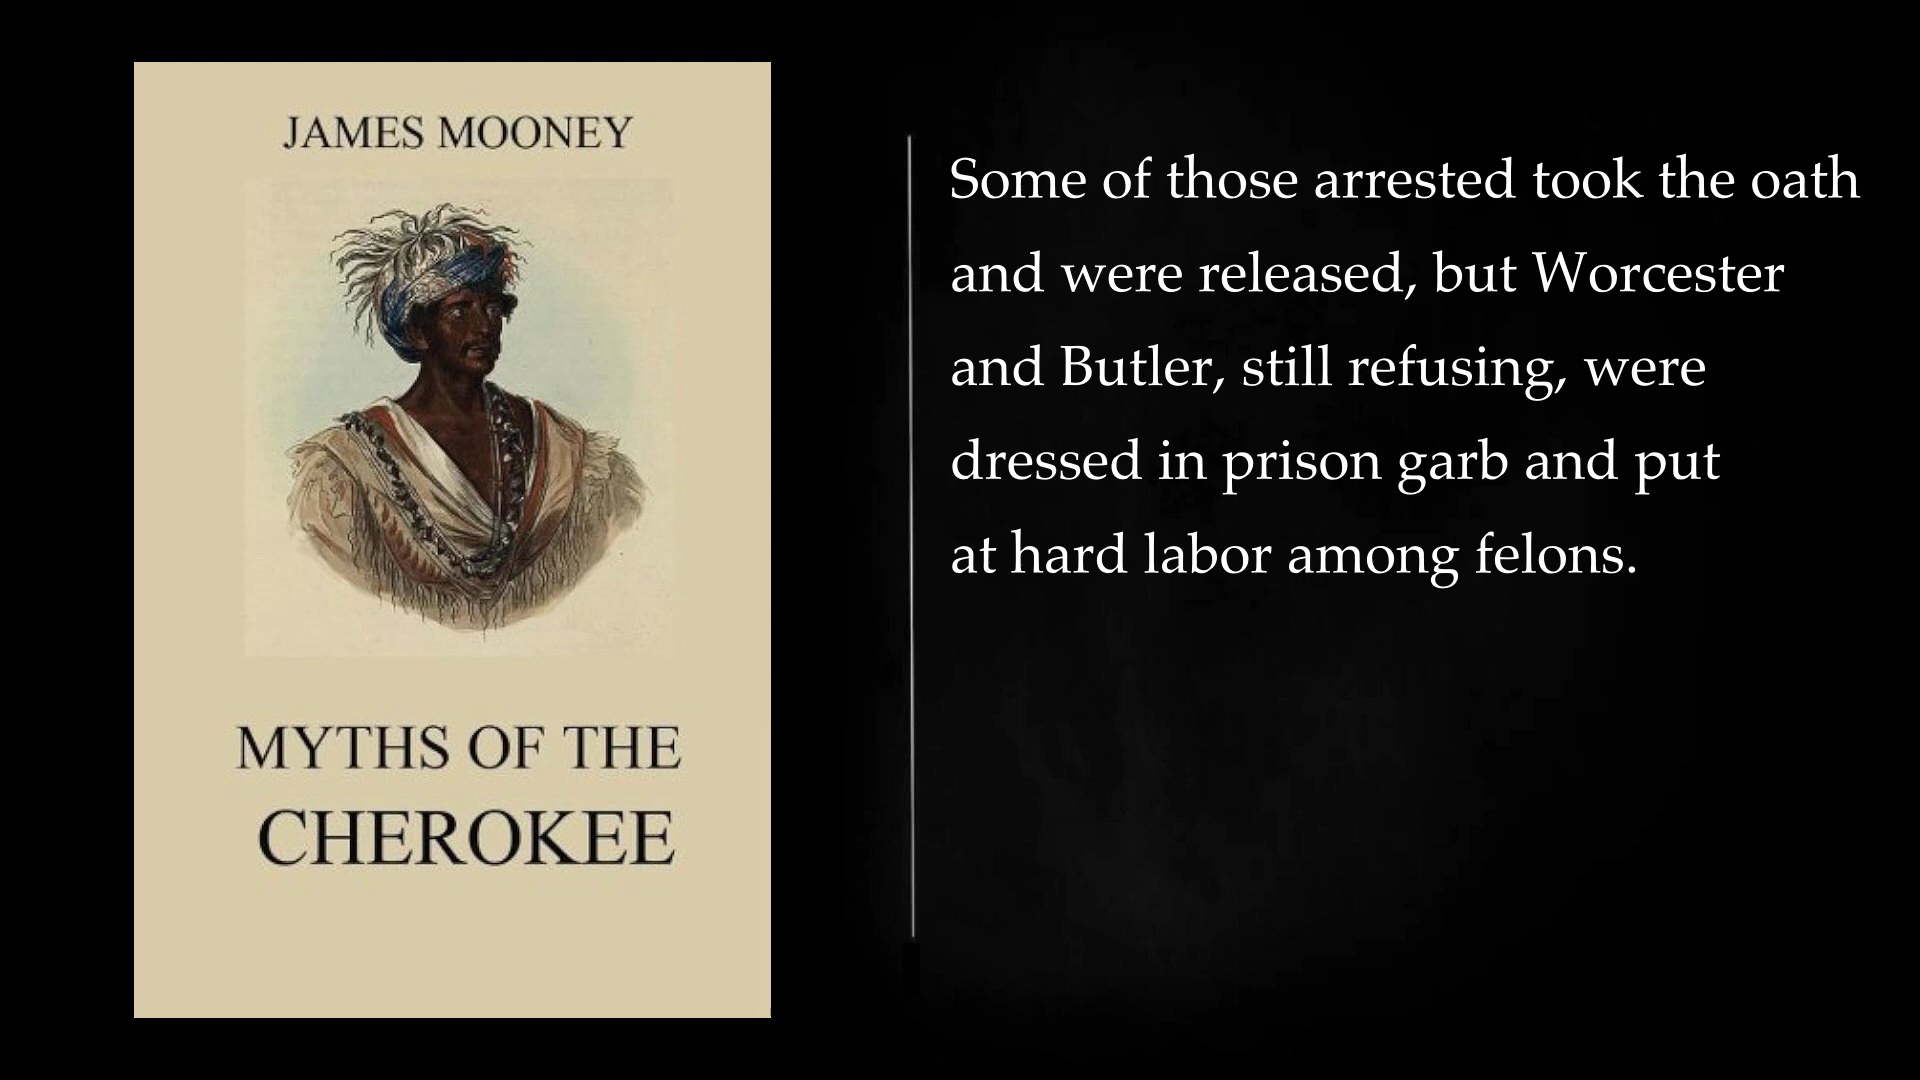 JAMES MOONEY
MYTHS OF THE
CHEROKEE
Some of those arrested took the oath
and were released, but Worcester
and Butler, still refusing, were
dressed in prison garb and put
at hard labor among felons.